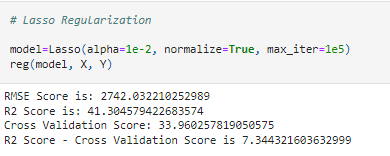 # Lasso Regularization
model=Lasso(alpha=1e-2, normalize=True, max_iter=1e5)
reg(model, X, Y)
RMSE Score is: 2742.032210252989
R2 Score is: 41.304579422683574
Cross Validation Score: 33.960257819050575
R2 Score - Cross Validation Score is 7.344321603632999